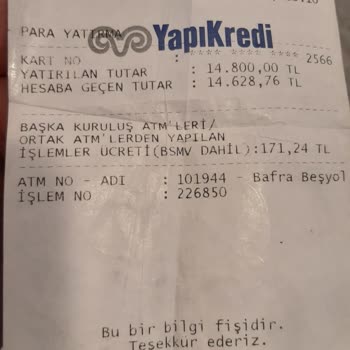 PARA YATIRMA
YapıKredi
KART NO : **** **** **** 2566
YATIRILAN TUTAR : 14.800,00 TL
HESABA GEÇEN TUTAR : 14.628,76 TL
BAŞKA KURULUŞ ATM'LERİ/
ORTAK ATM'LERDEN YAPILAN
İŞLEMLER ÜCRETİ(BSMV DAHİL):171,24 TL
ATM NO - ADI : 101944 - Bafra Beşyol
İŞLEM NO : 226850
Bu bir bilgi fişidir.
Teşekkür ederiz.